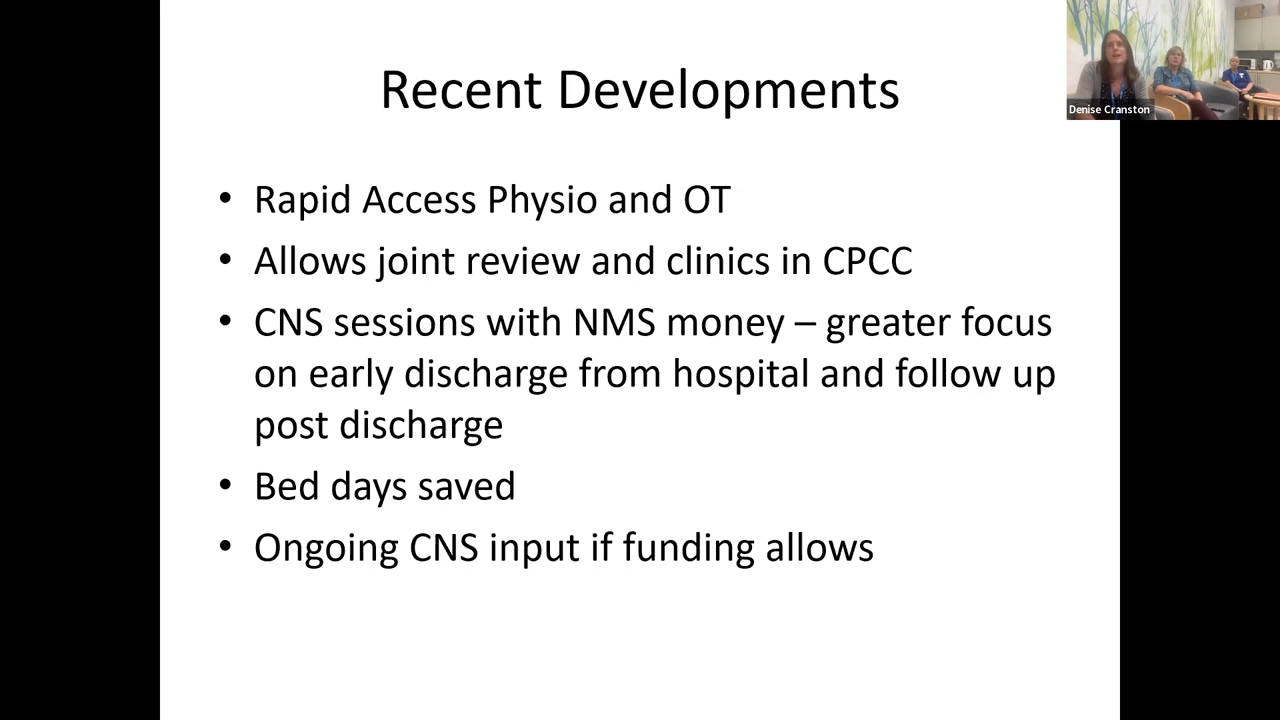 Recent Developments
Denise Cranston
• Rapid Access Physio and OT
• Allows joint review and clinics in CPCC
• CNS sessions with NMS money – greater focus
on early discharge from hospital and follow up
post discharge
• Bed days saved
• Ongoing CNS input if funding allows